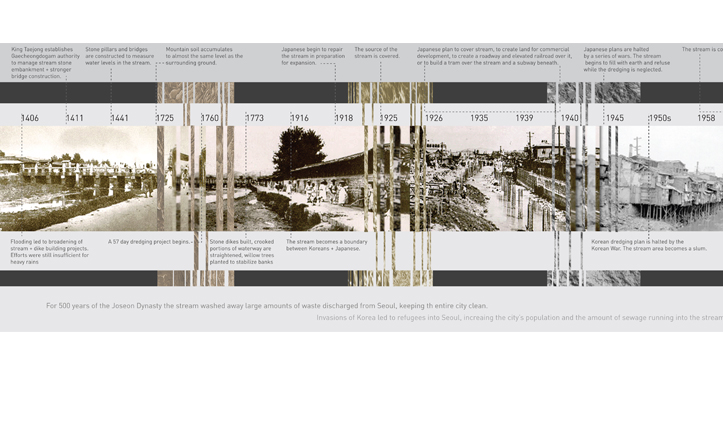 King Taejong establishes
Gaecheongdogam authority
to manage stream stone
embankment + stronger
bridge construction.
Stone pillars and bridges
are constructed to measure
water levels in the stream.
Mountain soil accumulates
to almost the same level as the
surrounding ground.
Japanese begin to repair
the stream in preparation
for expansion.
The source of the
stream is covered.
Japanese plan to cover stream, to create land for commercial
development, to create a roadway and elevated railroad over it,
or to build a tram over the stream and a subway beneath.
Japanese plans are halted
by a series of wars. The stream
begins to fill with earth and refuse
while the dredging is neglected.
The stream is co
1406 1411 1441 1725 1760 1773 1916 1918 1925 1926 1935 1939 1940 1945 1950s 1958
Flooding led to broadening of
stream + dike building projects.
Efforts were still insufficient for
heavy rains
A 57 day dredging project begins.
Stone dikes built, crooked
portions of waterway are
straightened, willow trees
planted to stabilize banks
The stream becomes a boundary
between Koreans + Japanese.
Korean dredging plan is halted by the
Korean War. The stream area becomes a slum.
For 500 years of the Joseon Dynasty the stream washed away large amounts of waste discharged from Seoul, keeping th entire city clean.
Invasions of Korea led to refugees into Seoul, increaing the city's population and the amount of sewage running into the stream